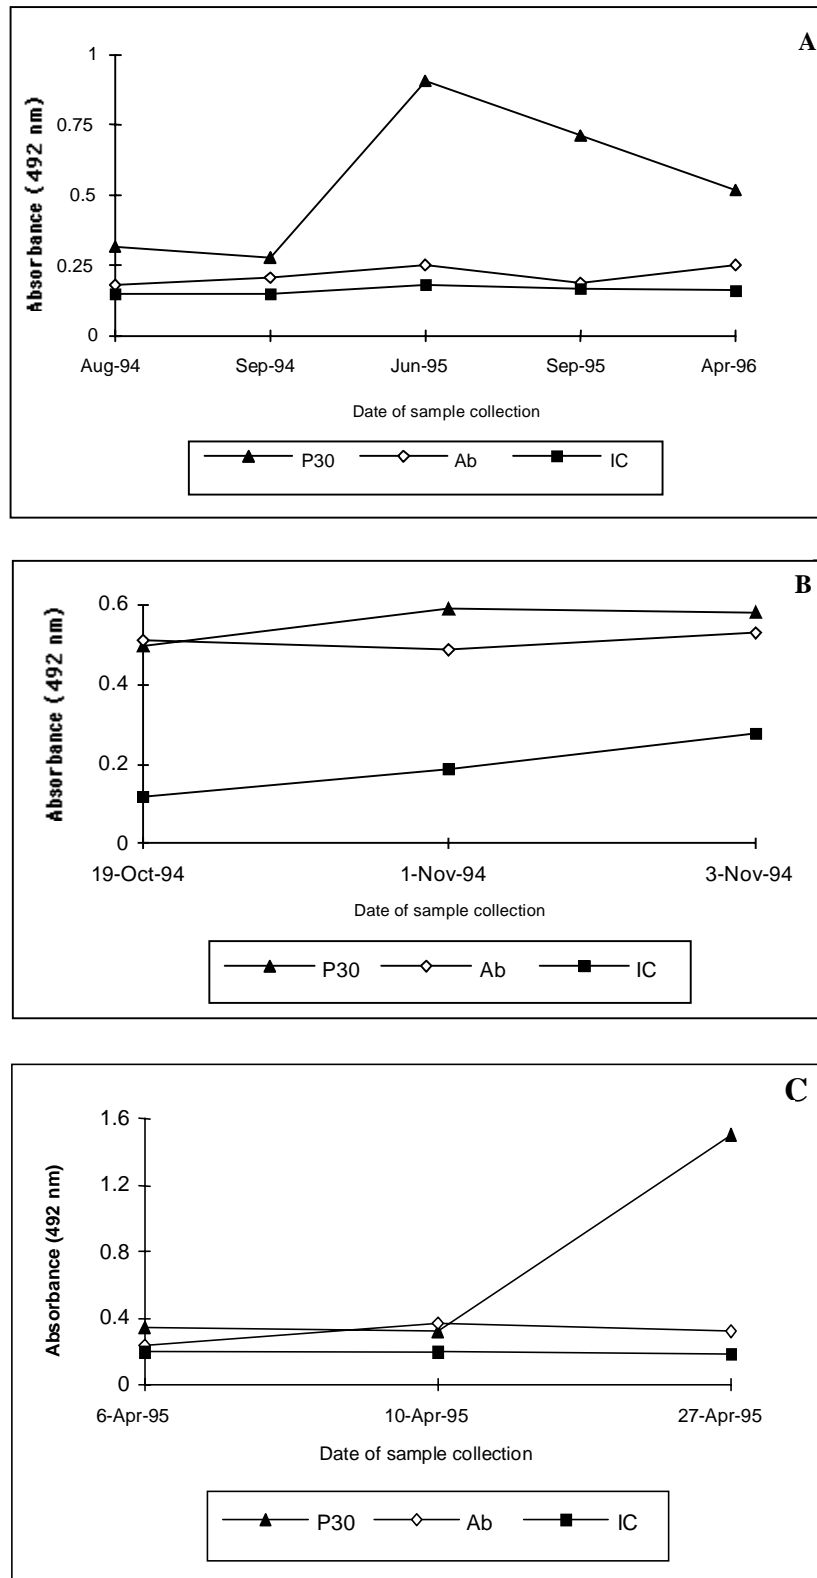 A
Absorbance (492 nm)
1
0.75
0.5
0.25
0
Aug-94 Sep-94 Jun-95 Sep-95 Apr-96
Date of sample collection
P30 Ab IC
B
Absorbance (492 nm)
0.6
0.4
0.2
0
19-Oct-94 1-Nov-94 3-Nov-94
Date of sample collection
P30 Ab IC
C
Absorbance (492 nm)
1.6
1.2
0.8
0.4
0
6-Apr-95 10-Apr-95 27-Apr-95
Date of sample collection
P30 Ab IC